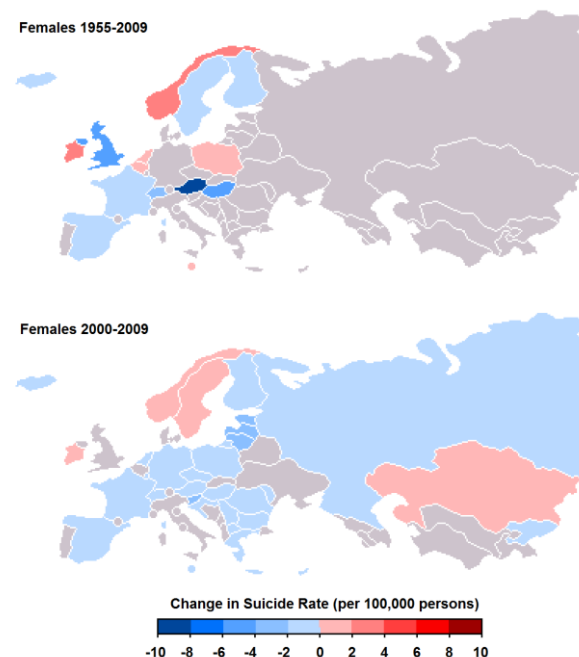 Females 1955-2009
Females 2000-2009
Change in Suicide Rate (per 100,000 persons)
-10 -8 -6 -4 -2 0 2 4 6 8 10